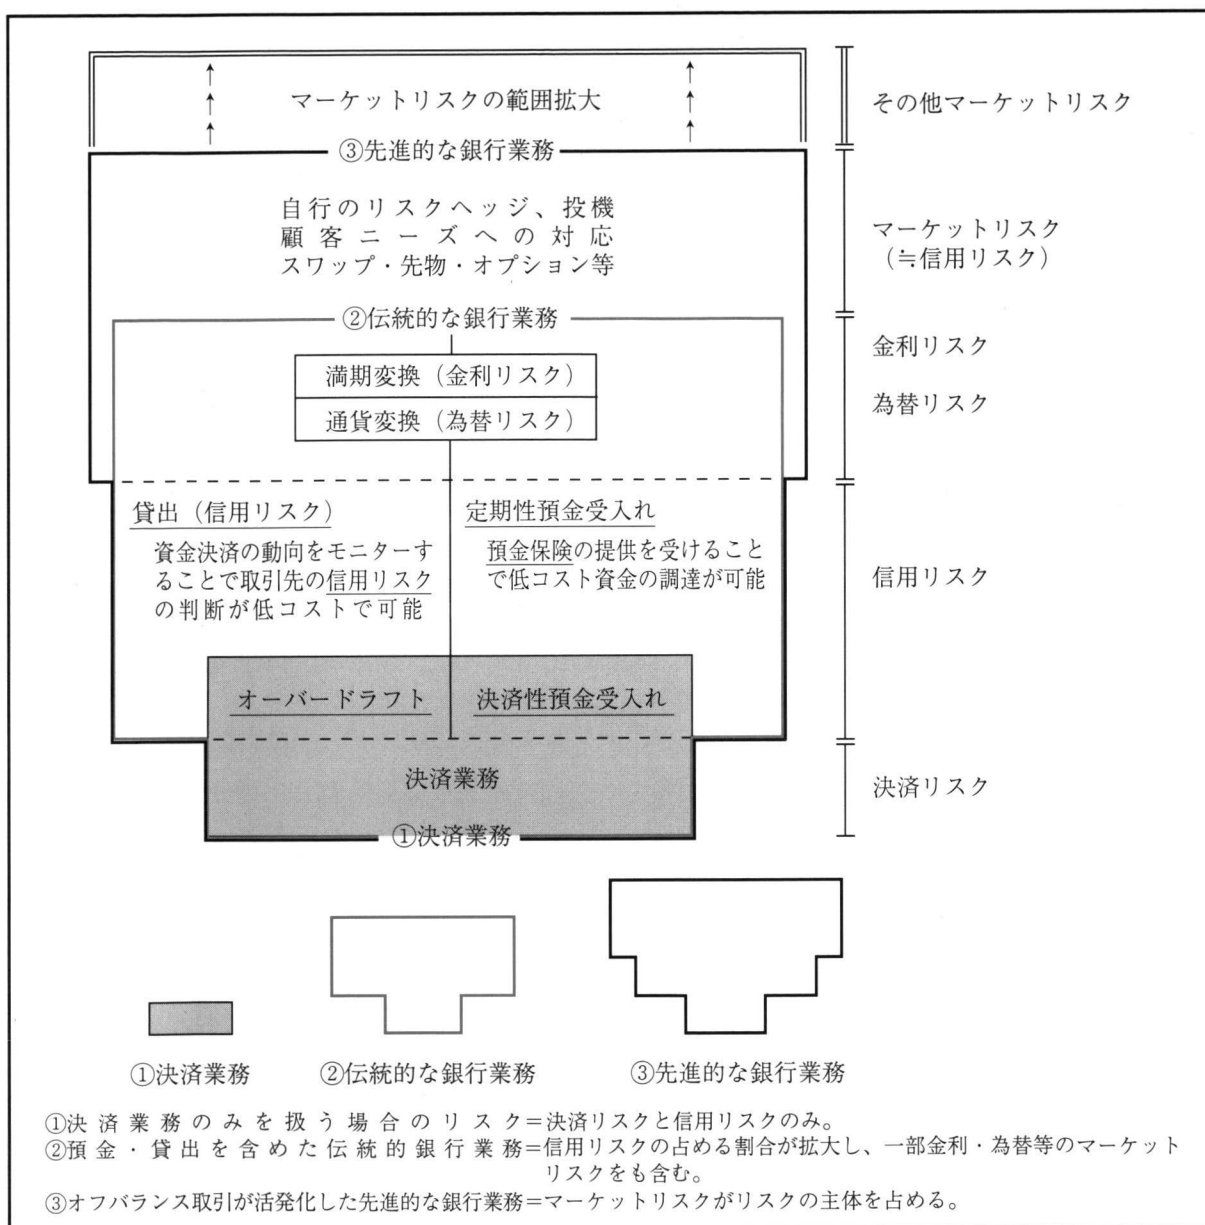 マーケットリスクの範囲拡大
その他マーケットリスク
③先進的な銀行業務
自行のリスクヘッジ、投機
顧客ニーズへの対応
スワップ・先物・オプション等
マーケットリスク
（≒信用リスク）
②伝統的な銀行業務
満期変換（金利リスク）
通貨変換（為替リスク）
金利リスク
為替リスク
貸出（信用リスク）
資金決済の動向をモニターす
ることで取引先の信用リスク
の判断が低コストで可能
定期性預金受入れ
預金保険の提供を受けること
で低コスト資金の調達が可能
信用リスク
オーバードラフト
決済性預金受入れ
決済業務
①決済業務
決済リスク
①決済業務
②伝統的な銀行業務
③先進的な銀行業務
①決済業務のみを扱う場合のリスク＝決済リスクと信用リスクのみ。
②預金・貸出を含めた伝統的銀行業務＝信用リスクの占める割合が拡大し、一部金利・為替等のマーケット
リスクをも含む。
③オフバランス取引が活発化した先進的な銀行業務＝マーケットリスクがリスクの主体を占める。